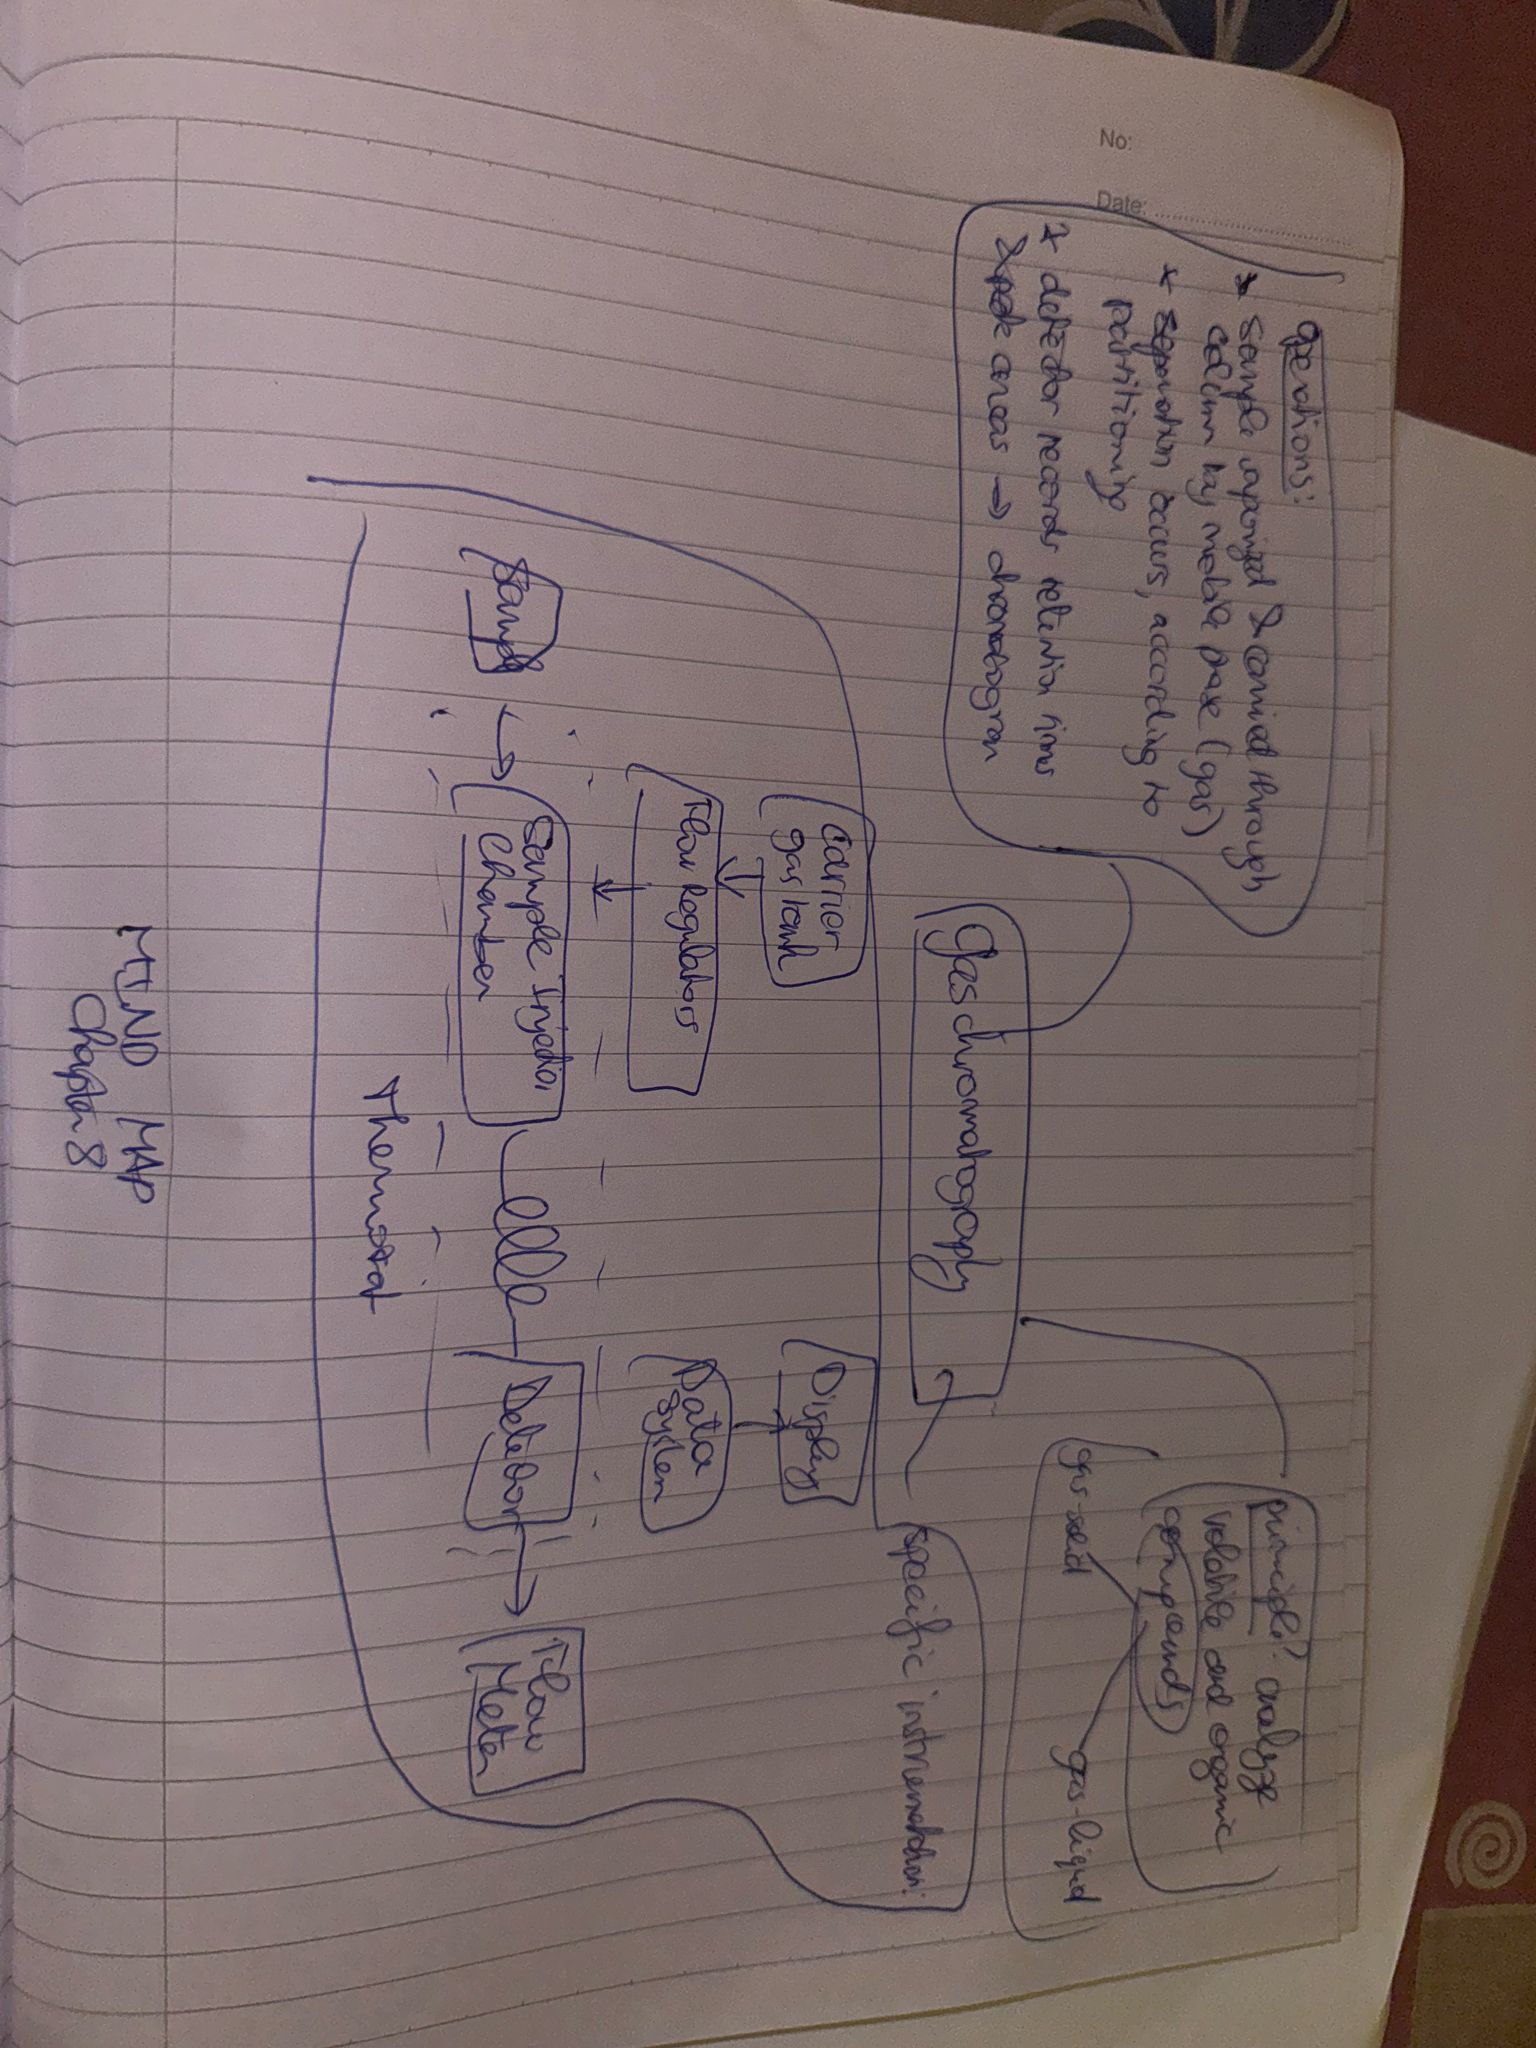 No:
Date:
operations:
* sample vaporized & carried through
column by mobile phase (gas)
* separation occurs, according to
partitioning
* detector records retention times
& peak areas → chromatogram
principle: analyze
volatile and organic
compounds
gas-solid
gas-liquid
gas chromatography
specific instrumentation:
Carrier
gas tank
Display
Flow Regulators
Data
System
Sample
Sample Injection
Chamber
Detector
Flow
Meter
Thermostat
MIND MAP
Chapter 8